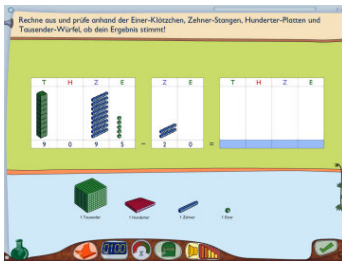 Rechne aus und prüfe anhand der Einer-Klötzchen, Zehner-Stangen, Hunderter-Platten und
Tausender-Würfel, ob dein Ergebnis stimmt!
T H Z E Z E T H Z E
9 0 9 5 - 2 0 =
1 Tausender 1 Hunderter 1 Zehner 1 Einer